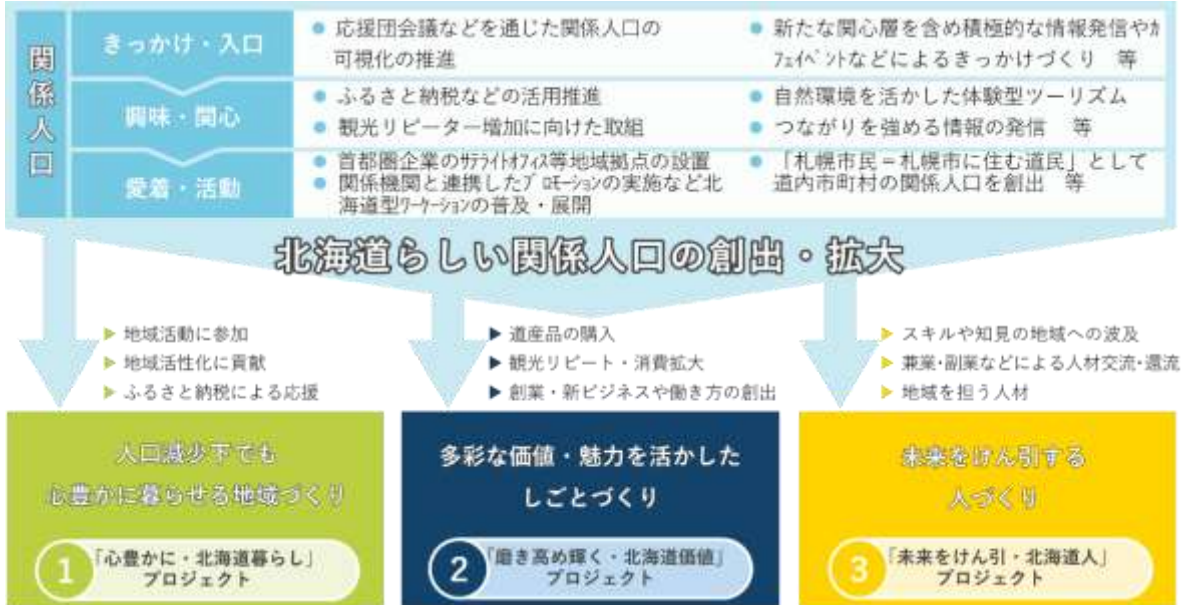 関係人口
きっかけ・入口
● 応援団会議などを通じた関係人口の
可視化の推進
● 新たな関心層を含め積極的な情報発信やｶ
ﾌｪｲﾍﾞﾝﾄなどによるきっかけづくり　等
興味・関心
● ふるさと納税などの活用推進
● 観光リピーター増加に向けた取組
● 自然環境を活かした体験型ツーリズム
● つながりを強める情報の発信　等
愛着・活動
● 首都圏企業のｻﾃﾗｲﾄｵﾌｨｽ等地域拠点の設置
● 関係機関と連携したﾌﾟﾛﾓｰｼｮﾝの実施など北
海道型ﾜｰｹｰｼｮﾝの普及・展開
● 「札幌市民＝札幌市に住む道民」として
道内市町村の関係人口を創出　等
北海道らしい関係人口の創出・拡大
▶ 地域活動に参加
▶ 地域活性化に貢献
▶ ふるさと納税による応援
▶ 道産品の購入
▶ 観光リピート・消費拡大
▶ 創業・新ビジネスや働き方の創出
▶ スキルや知見の地域への波及
▶ 兼業･副業などによる人材交流･還流
▶ 地域を担う人材
人口減少下でも
心豊かに暮らせる地域づくり
1
「心豊かに・北海道暮らし」
プロジェクト
多彩な価値・魅力を活かした
しごとづくり
2
「磨き高め輝く・北海道価値」
プロジェクト
未来をけん引する
人づくり
3
「未来をけん引・北海道人」
プロジェクト